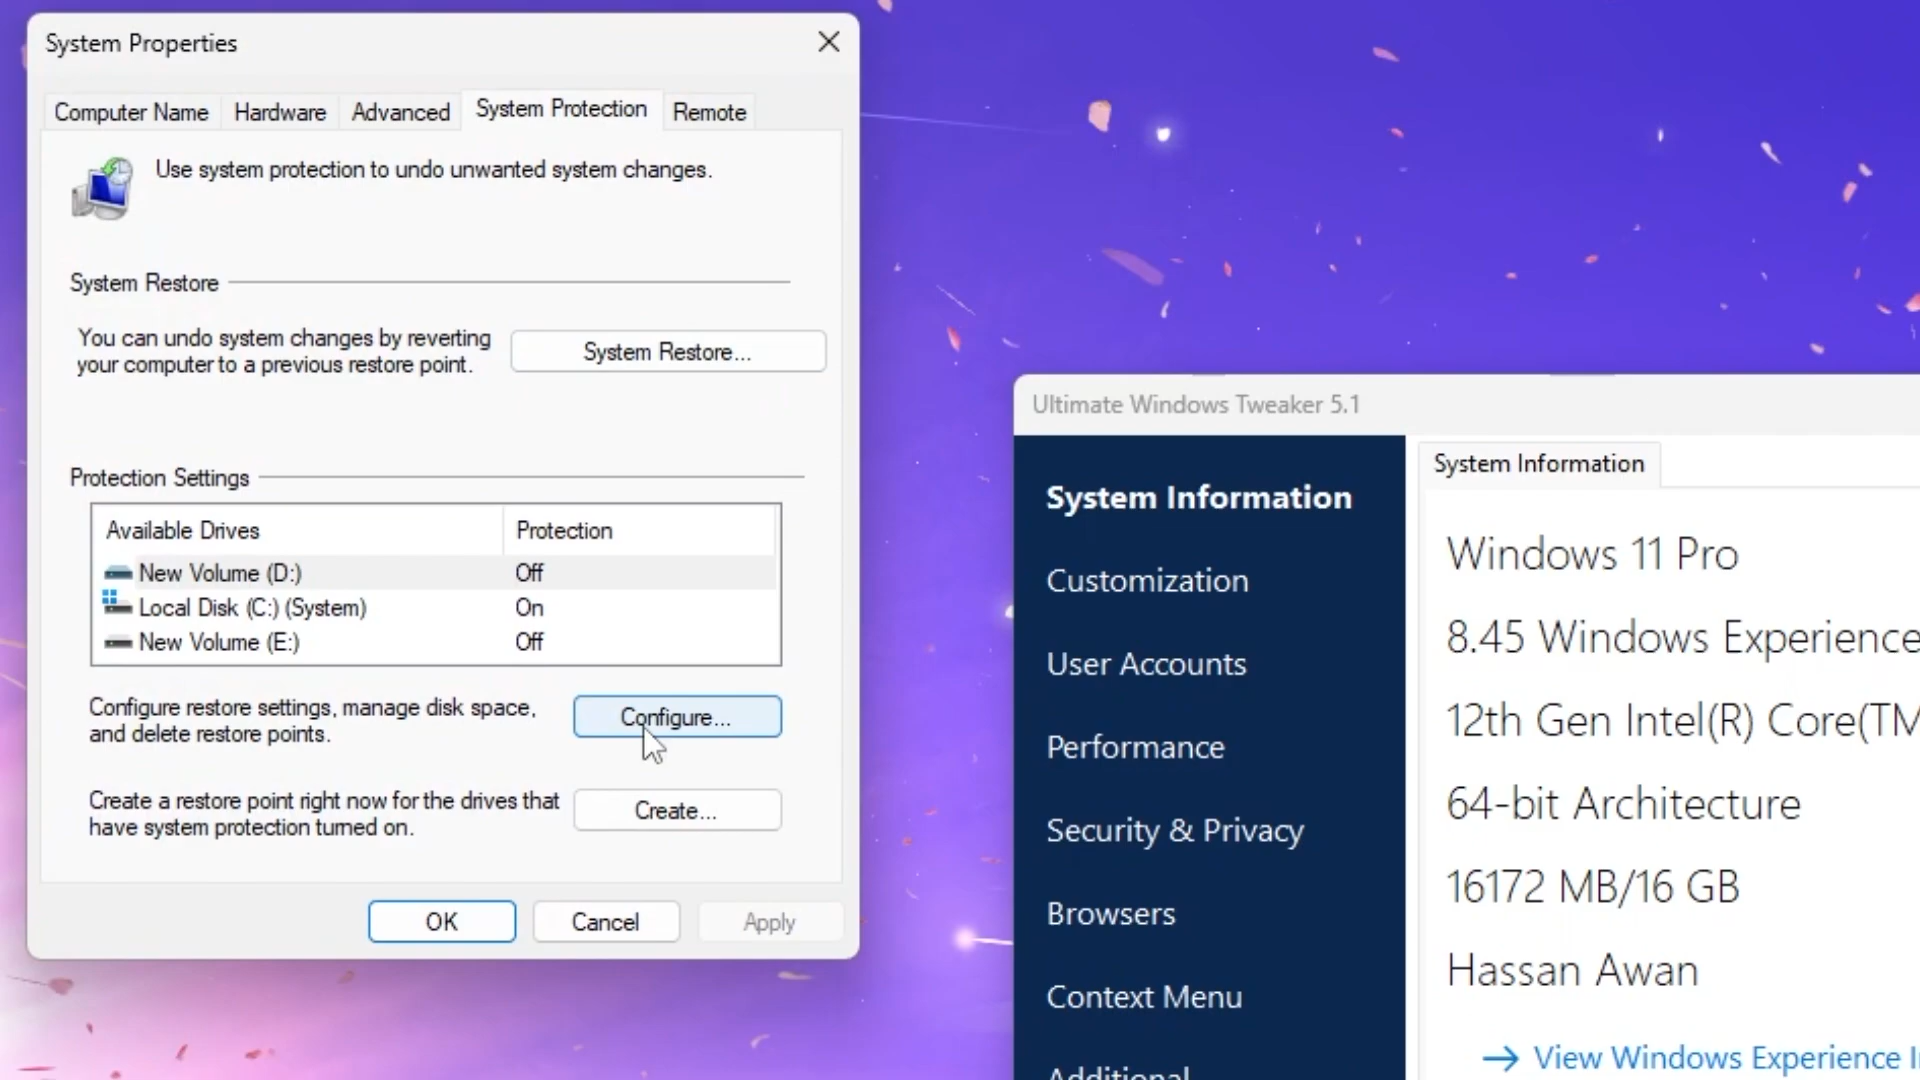 System Properties
Computer Name
Hardware
Advanced
System Protection
Remote
Use system protection to undo unwanted system changes.
System Restore
You can undo system changes by reverting
your computer to a previous restore point.
System Restore...
Protection Settings
Available Drives
Protection
New Volume (D:)
Off
Local Disk (C:) (System)
On
New Volume (E:)
Off
Configure restore settings, manage disk space,
and delete restore points.
Configure...
Create a restore point right now for the drives that
have system protection turned on.
Create...
OK
Cancel
Apply
Ultimate Windows Tweaker 5.1
System Information
Customization
User Accounts
Performance
Security & Privacy
Browsers
Context Menu
Additional
System Information
Windows 11 Pro
8.45 Windows Experience
12th Gen Intel(R) Core(TM
64-bit Architecture
16172 MB/16 GB
Hassan Awan
→ View Windows Experience